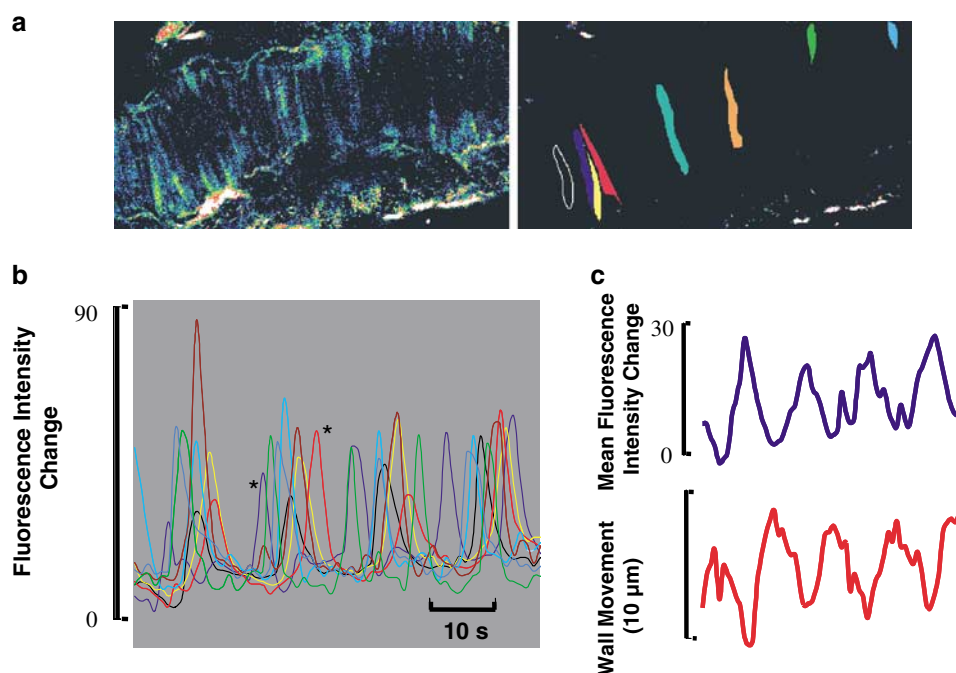 a
b
90
Fluorescence Intensity
Change
0
*
*
10 s
c
Mean Fluorescence
Intensity Change
30
0
Wall Movement
(10 µm)